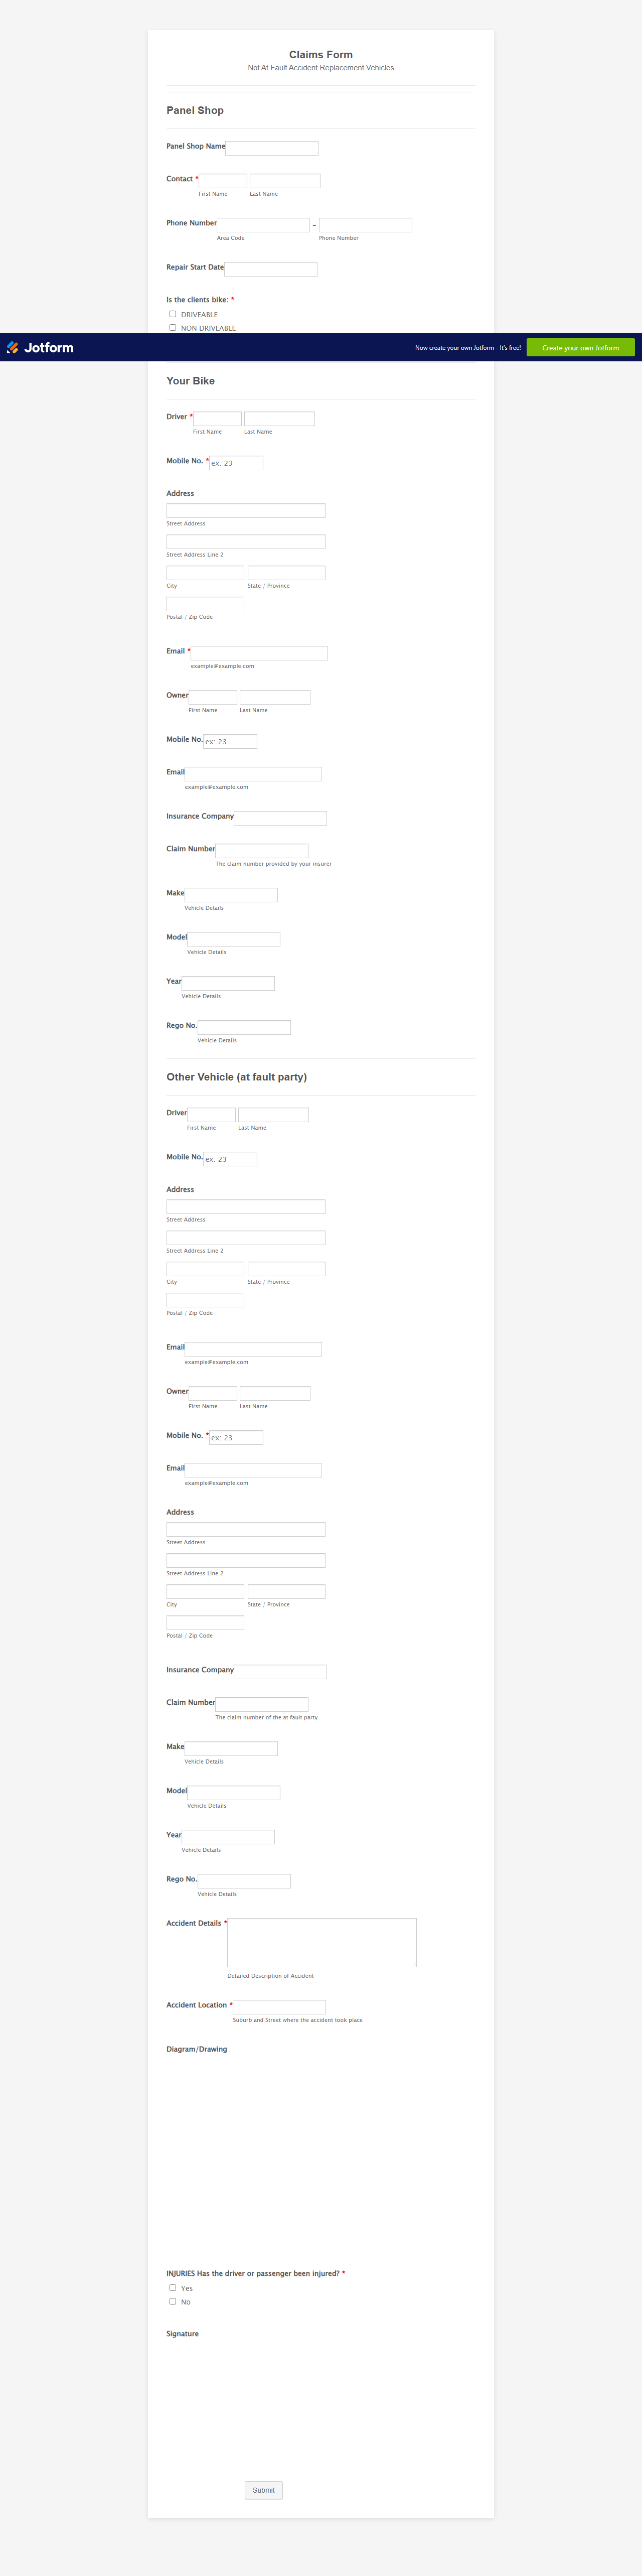 Claims Form
Not At Fault Accident Replacement Vehicles
Panel Shop
Panel Shop Name
Contact *
First Name Last Name
Phone Number -
Area Code Phone Number
Repair Start Date
Is the clients bike: *
DRIVEABLE
NON DRIVEABLE
Jotform Now create your own Jotform - It's free! Create your own Jotform
Your Bike
Driver *
First Name Last Name
Mobile No. * ex: 23
Address
Street Address
Street Address Line 2
City State / Province
Postal / Zip Code
Email *
example@example.com
Owner
First Name Last Name
Mobile No. ex: 23
Email
example@example.com
Insurance Company
Claim Number
The claim number provided by your insurer
Make
Vehicle Details
Model
Vehicle Details
Year
Vehicle Details
Rego No.
Vehicle Details
Other Vehicle (at fault party)
Driver
First Name Last Name
Mobile No. ex: 23
Address
Street Address
Street Address Line 2
City State / Province
Postal / Zip Code
Email
example@example.com
Owner
First Name Last Name
Mobile No. * ex: 23
Email
example@example.com
Address
Street Address
Street Address Line 2
City State / Province
Postal / Zip Code
Insurance Company
Claim Number
The claim number of the at fault party
Make
Vehicle Details
Model
Vehicle Details
Year
Vehicle Details
Rego No.
Vehicle Details
Accident Details *
Detailed Description of Accident
Accident Location *
Suburb and Street where the accident took place
Diagram/Drawing
INJURIES Has the driver or passenger been injured? *
Yes
No
Signature
Submit